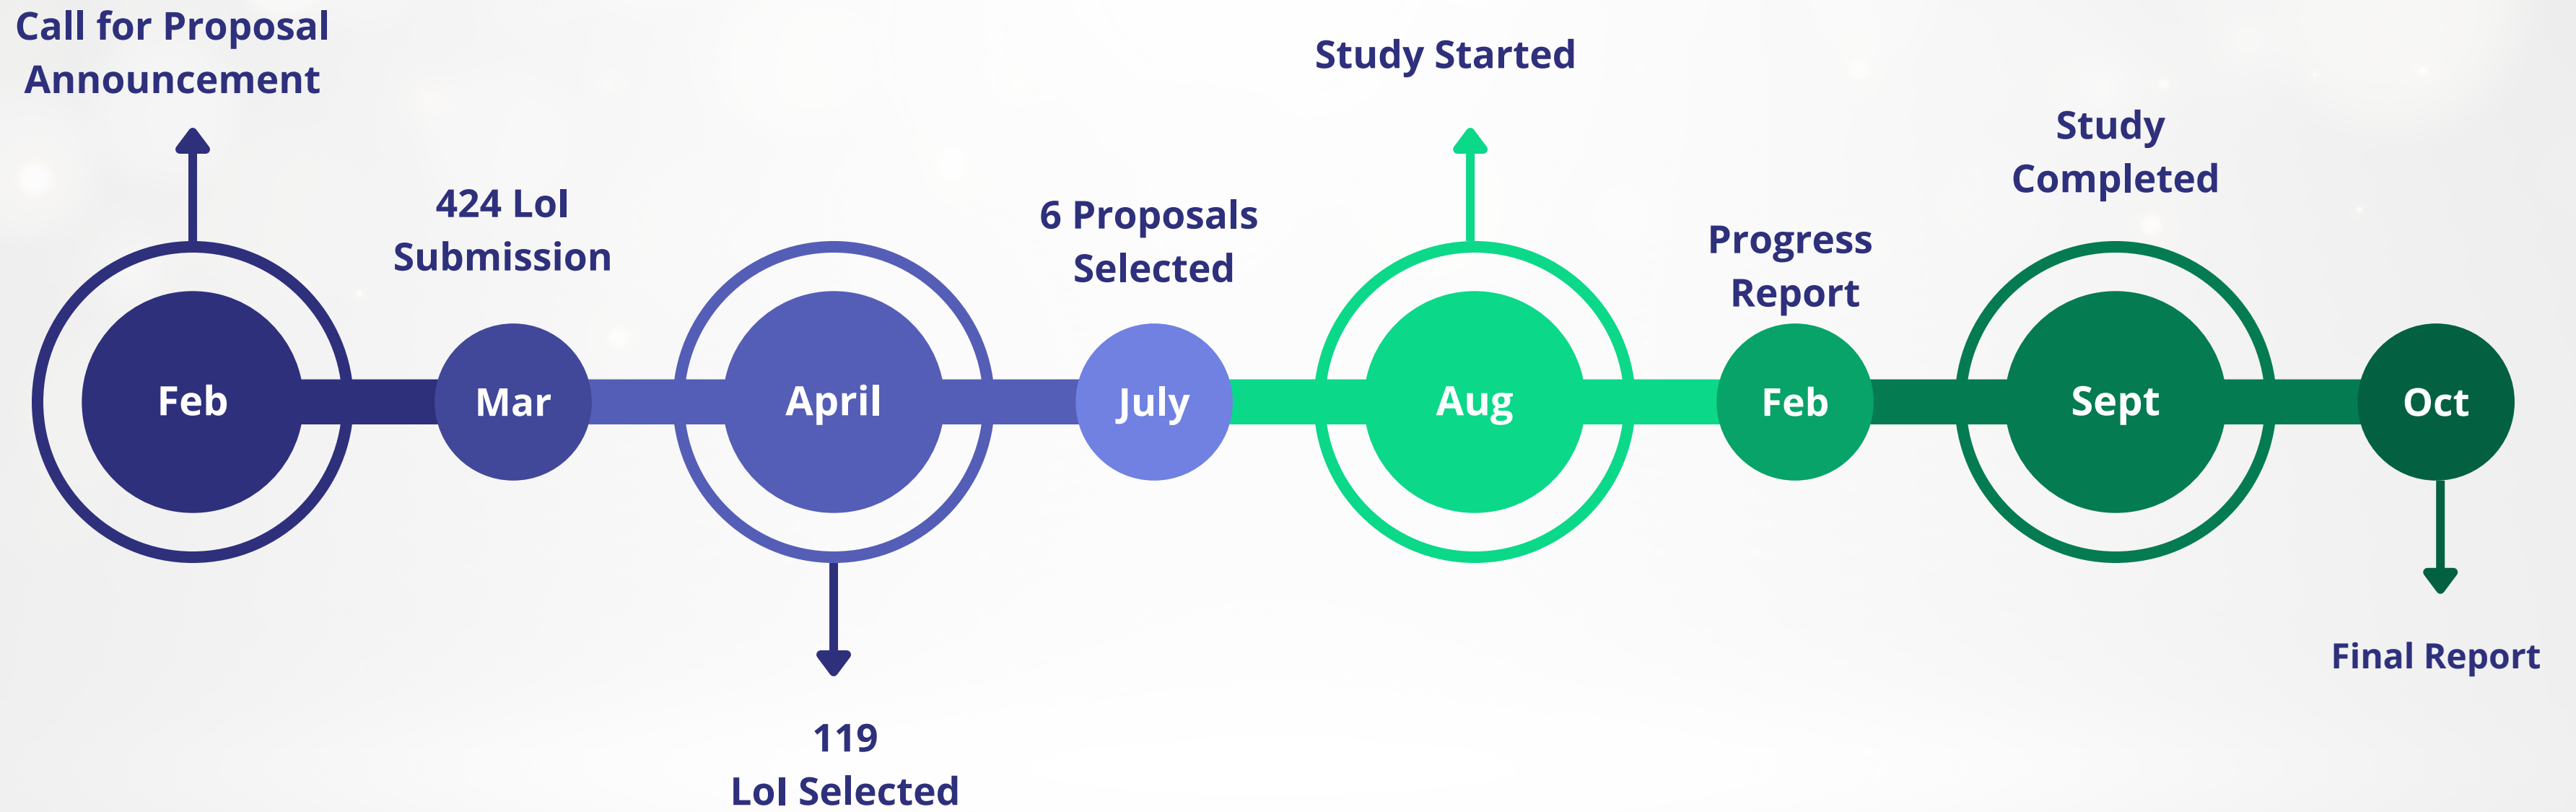 Call for Proposal
Announcement
Feb
424 LoI
Submission
Mar
April
119
LoI Selected
6 Proposals
Selected
July
Study Started
Aug
Progress
Report
Feb
Study
Completed
Sept
Oct
Final Report